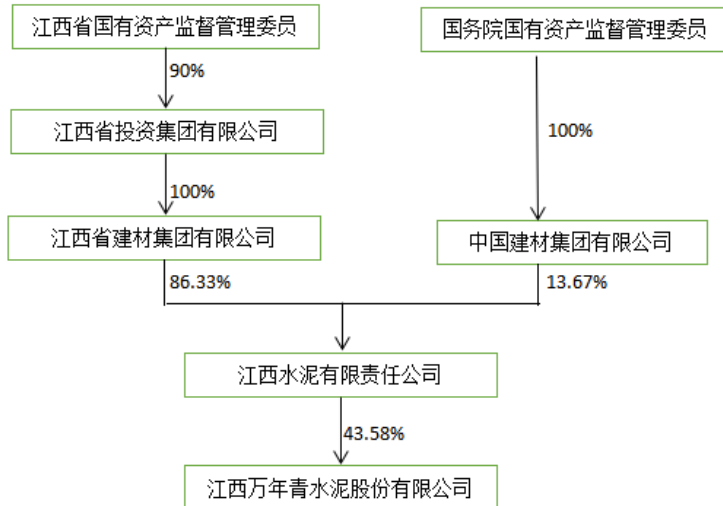 江西省国有资产监督管理委员
国务院国有资产监督管理委员
90%
江西省投资集团有限公司
100%
100%
江西省建材集团有限公司
中国建材集团有限公司
86.33%
13.67%
江西水泥有限责任公司
43.58%
江西万年青水泥股份有限公司